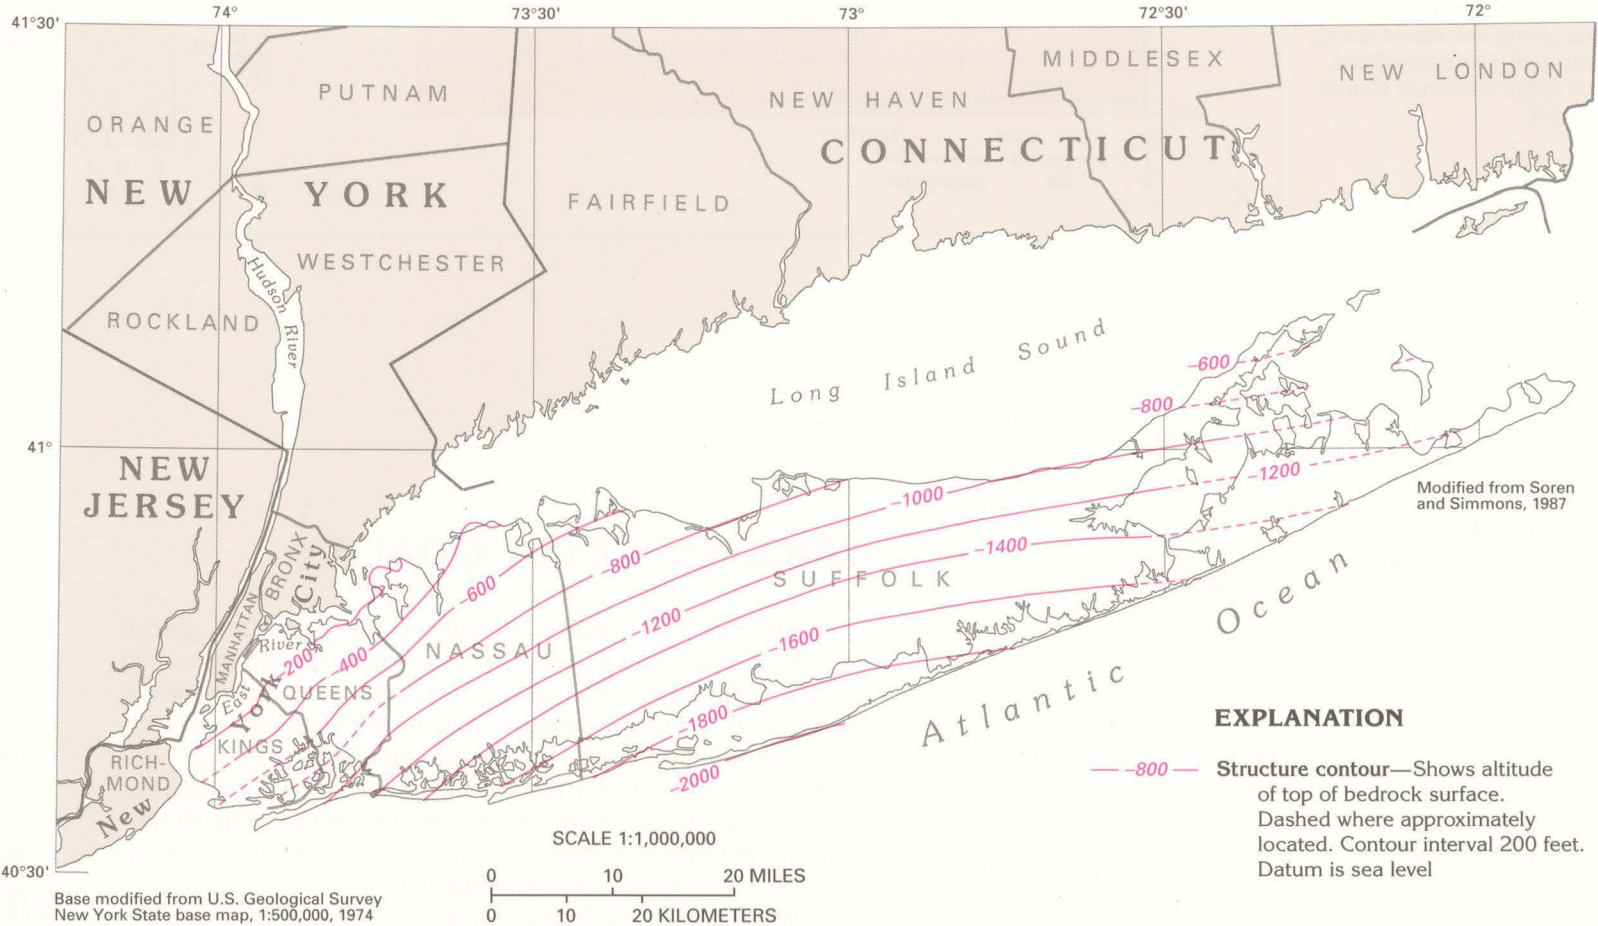 74°
73°30'
73°
72°30'
72°
41°30'
MIDDLESEX
NEW LONDON
PUTNAM
NEW HAVEN
ORANGE
CONNECTICUT
NEW YORK
FAIRFIELD
WESTCHESTER
Hudson River
ROCKLAND
Long Island Sound
-600
-800
41°
NEW
JERSEY
-1200
-1000
Modified from Soren
and Simmons, 1987
-1400
BRONX
City
-800
SUFFOLK
-600
-1200
-1600
MANHATTAN
East River
-200
-400
NASSAU
QUEENS
York
Atlantic Ocean
-1800
KINGS
RICH-
MOND
New
-2000
EXPLANATION
-800
Structure contour—Shows altitude
of top of bedrock surface.
Dashed where approximately
located. Contour interval 200 feet.
Datum is sea level
SCALE 1:1,000,000
0 10 20 MILES
0 10 20 KILOMETERS
40°30'
Base modified from U.S. Geological Survey
New York State base map, 1:500,000, 1974